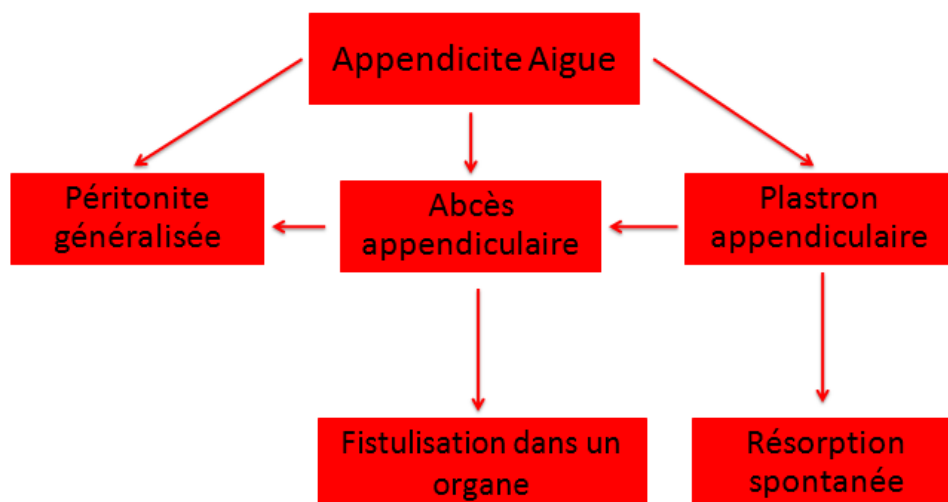 Appendicite Aigue
Péritonite
généralisée
Abcès
appendiculaire
Plastron
appendiculaire
Fistulisation dans un
organe
Résorption
spontanée